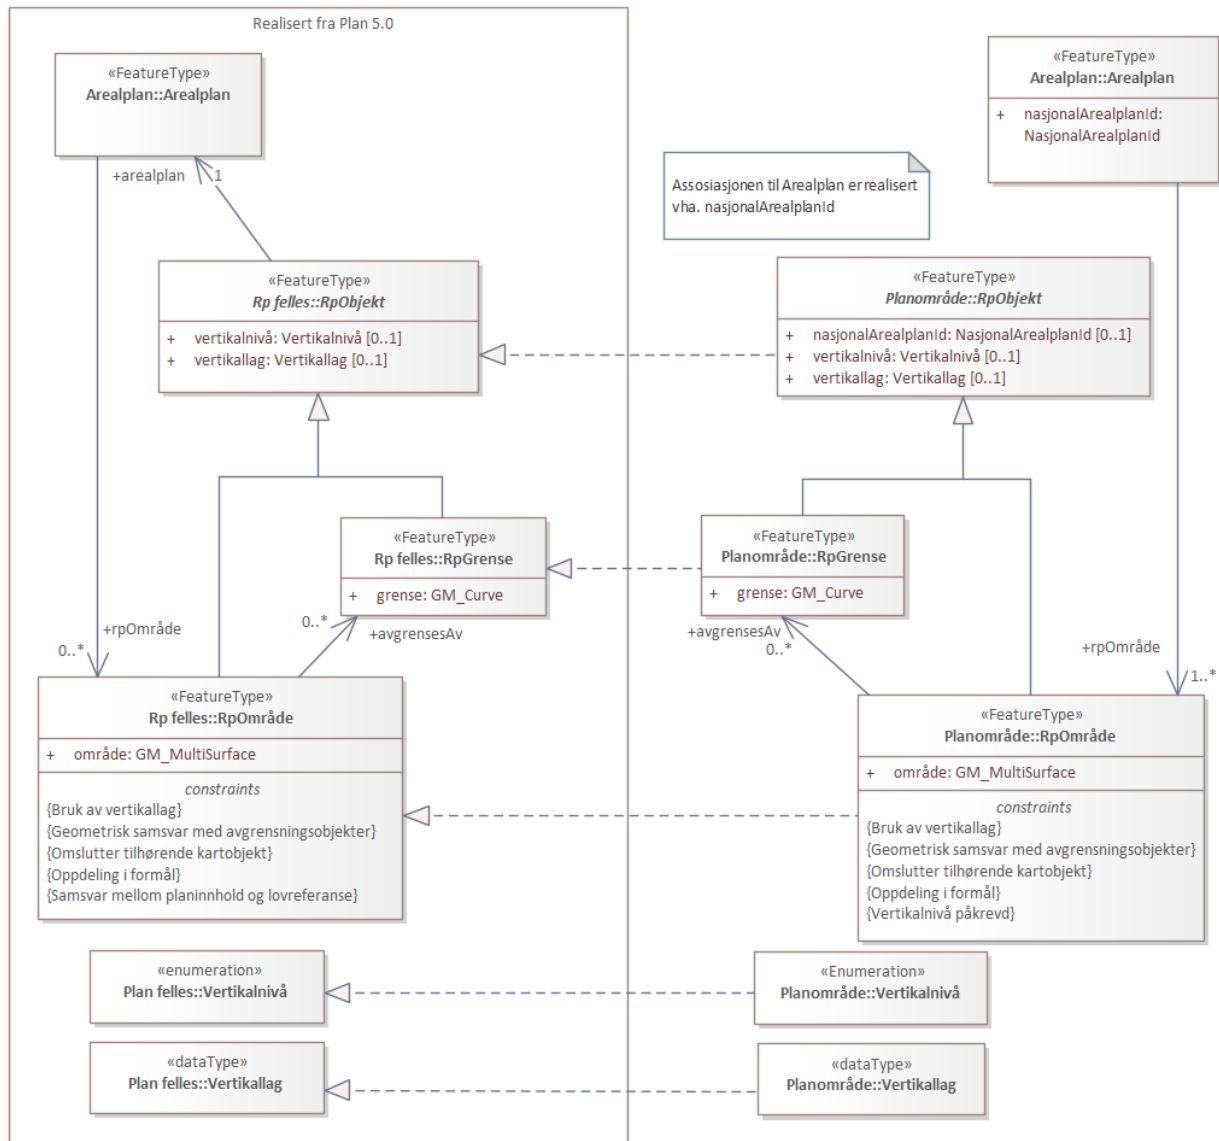 Realisert fra Plan 5.0
«FeatureType»
Arealplan::Arealplan
+arealplan
1
«FeatureType»
Rp felles::RpObjekt
+ vertikalnivå: Vertikalnivå [0..1]
+ vertikallag: Vertikallag [0..1]
«FeatureType»
Rp felles::RpGrense
+ grense: GM_Curve
0..*
+avgrensesAv
+rpOmråde
0..*
«FeatureType»
Rp felles::RpOmråde
+ område: GM_MultiSurface
constraints
{Bruk av vertikallag}
{Geometrisk samsvar med avgrensningsobjekter}
{Omslutter tilhørende kartobjekt}
{Oppdeling i formål}
{Samsvar mellom planinnhold og lovreferanse}
«enumeration»
Plan felles::Vertikalnivå
«dataType»
Plan felles::Vertikallag
«FeatureType»
Arealplan::Arealplan
+ nasjonalArealplanId:
NasjonalArealplanId
Assosiasjonen til Arealplan er realisert
vha. nasjonalArealplanId
«FeatureType»
Planområde::RpObjekt
+ nasjonalArealplanId: NasjonalArealplanId [0..1]
+ vertikalnivå: Vertikalnivå [0..1]
+ vertikallag: Vertikallag [0..1]
«FeatureType»
Planområde::RpGrense
+ grense: GM_Curve
+avgrensesAv
0..*
+rpOmråde
1..*
«FeatureType»
Planområde::RpOmråde
+ område: GM_MultiSurface
constraints
{Bruk av vertikallag}
{Geometrisk samsvar med avgrensningsobjekter}
{Omslutter tilhørende kartobjekt}
{Oppdeling i formål}
{Vertikalnivå påkrevd}
«Enumeration»
Planområde::Vertikalnivå
«dataType»
Planområde::Vertikallag